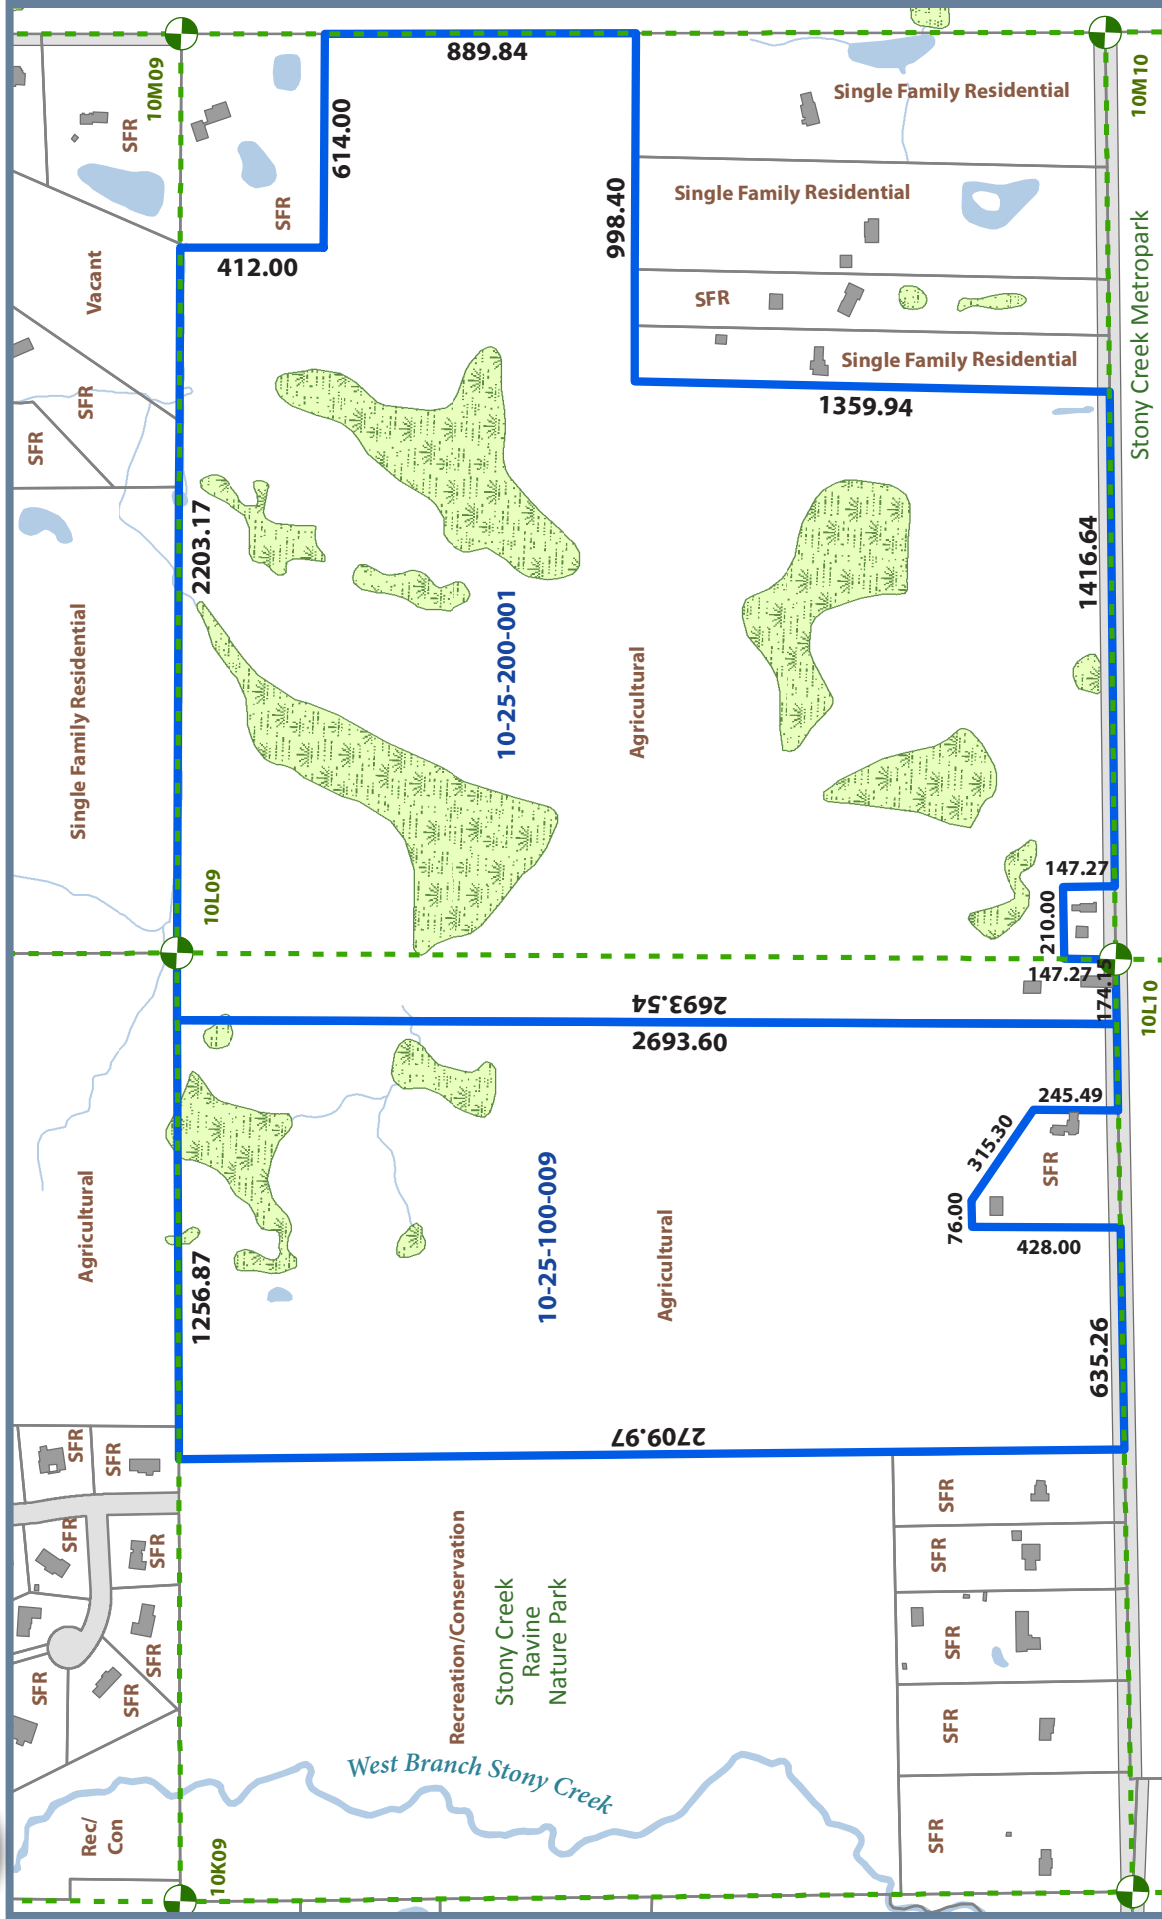 889.84
10M09
10M10
SFR
614.00
Single Family Residential
SFR
998.40
Single Family Residential
Stony Creek Metropark
Vacant
412.00
SFR
Single Family Residential
SFR
1359.94
SFR
2203.17
1416.64
10-25-200-001
Agricultural
Single Family Residential
10L09
147.27
210.00
147.27
174.15
10L10
2693.54
2693.60
245.49
315.30
SFR
76.00
428.00
Agricultural
1256.87
10-25-100-009
Agricultural
635.26
2709.97
SFR
SFR
SFR
SFR
SFR
SFR
SFR
SFR
SFR
SFR
SFR
SFR
Recreation/Conservation
Stony Creek
Ravine
Nature Park
West Branch Stony Creek
Rec/
Con
10K09